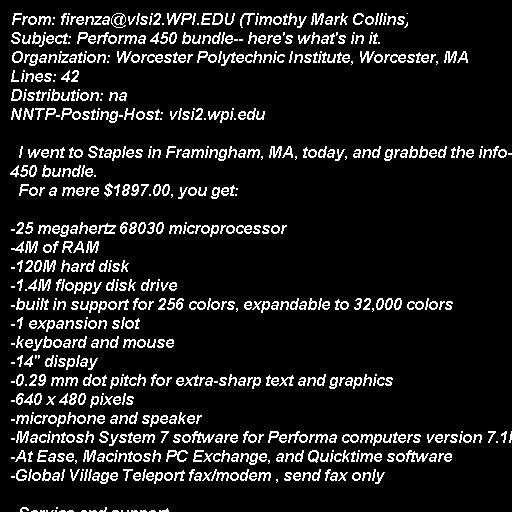 From: firenza@vlsi2.WPI.EDU (Timothy Mark Collins)
Subject: Performa 450 bundle-- here's what's in it.
Organization: Worcester Polytechnic Institute, Worcester, MA
Lines: 42
Distribution: na
NNTP-Posting-Host: vlsi2.wpi.edu
I went to Staples in Framingham, MA, today, and grabbed the info-
450 bundle.
For a mere $1897.00, you get:
-25 megahertz 68030 microprocessor
-4M of RAM
-120M hard disk
-1.4M floppy disk drive
-built in support for 256 colors, expandable to 32,000 colors
-1 expansion slot
-keyboard and mouse
-14" display
-0.29 mm dot pitch for extra-sharp text and graphics
-640 x 480 pixels
-microphone and speaker
-Macintosh System 7 software for Performa computers version 7.1
-At Ease, Macintosh PC Exchange, and Quicktime software
-Global Village Teleport fax/modem , send fax only
Service and support